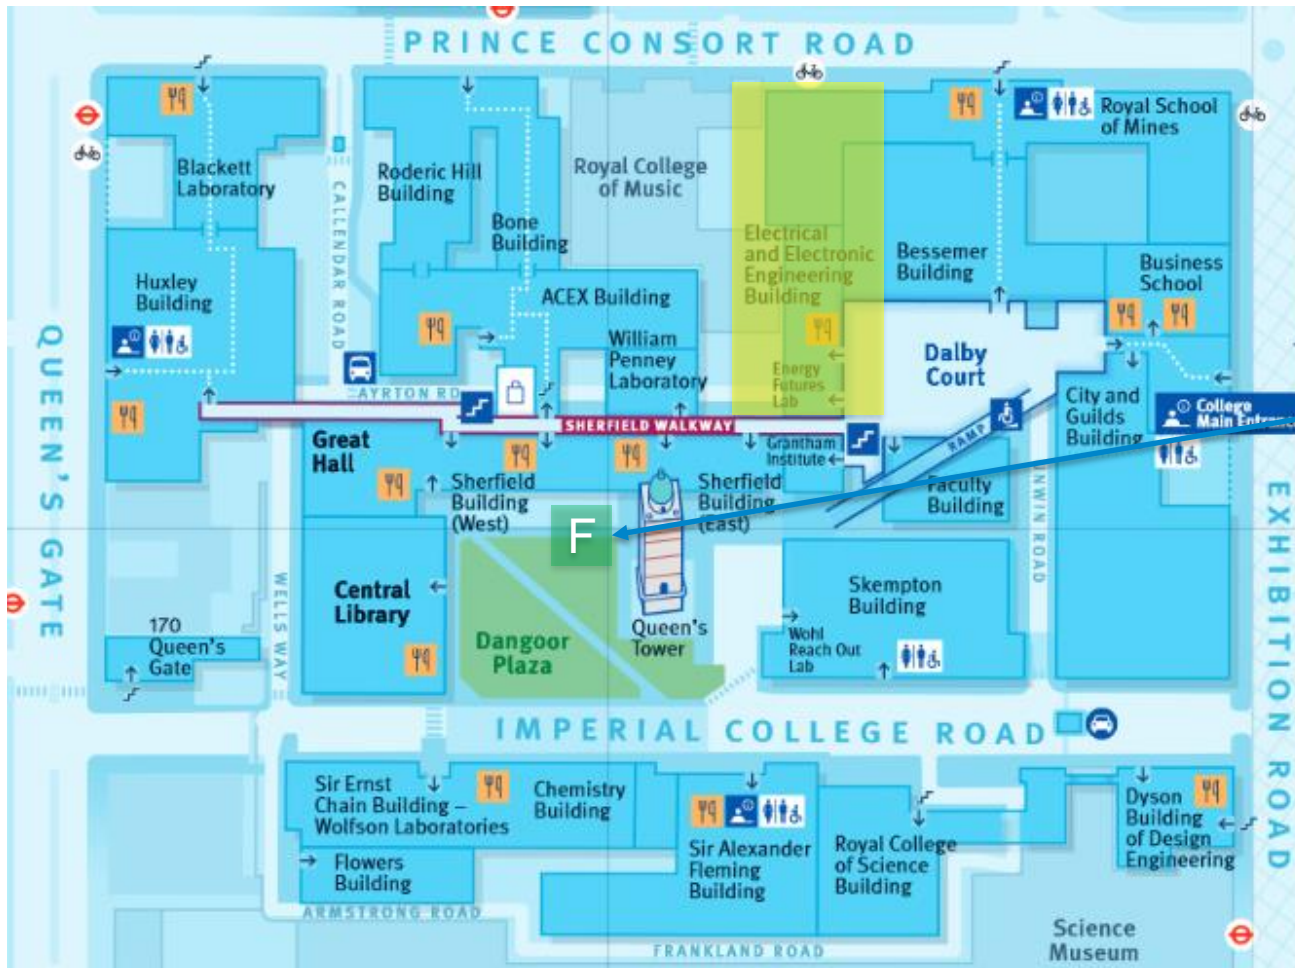 PRINCE CONSORT ROAD
Blackett
Laboratory
CALLENDAR ROAD
Roderic Hill
Building
Bone
Building
Royal College
of Music
Electrical
and Electronic
Engineering
Building
Royal School
of Mines
Bessemer
Building
Business
School
Huxley
Building
ACEX Building
William
Penney
Laboratory
Energy
Futures
Lab
Dalby
Court
City and
Guilds
Building
College
QUEEN'S GATE
AYRTON RD
SHERFIELD WALKWAY
Great
Hall
Grantham
Institute
RAMP
Sherfield
Building
(West)
Sherfield
Building
(East)
Faculty
Building
F
EXHIBITION ROAD
WELLS WAY
Central
Library
Dangoor
Plaza
Queen's
Tower
Skempton
Building
Wohl
Reach Out
Lab
170
Queen's
Gate
IMPERIAL COLLEGE ROAD
Sir Ernst
Chain Building –
Wolfson Laboratories
Chemistry
Building
Flowers
Building
Sir Alexander
Fleming
Building
Royal College
of Science
Building
Dyson
Building
of Design
Engineering
ARMSTRONG ROAD
FRANKLAND ROAD
Science
Museum